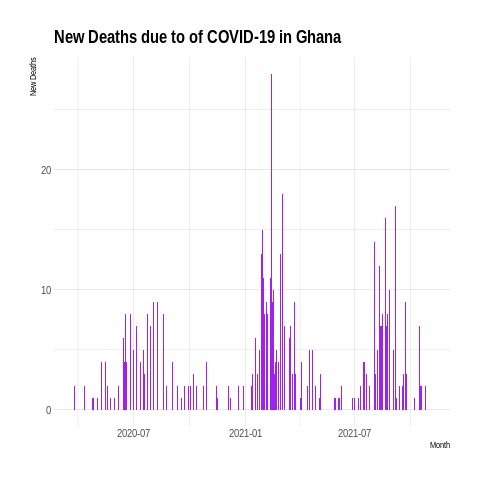 New Deaths due to of COVID-19 in Ghana
New Deaths
20
10
0
2020-07
2021-01
2021-07
Month